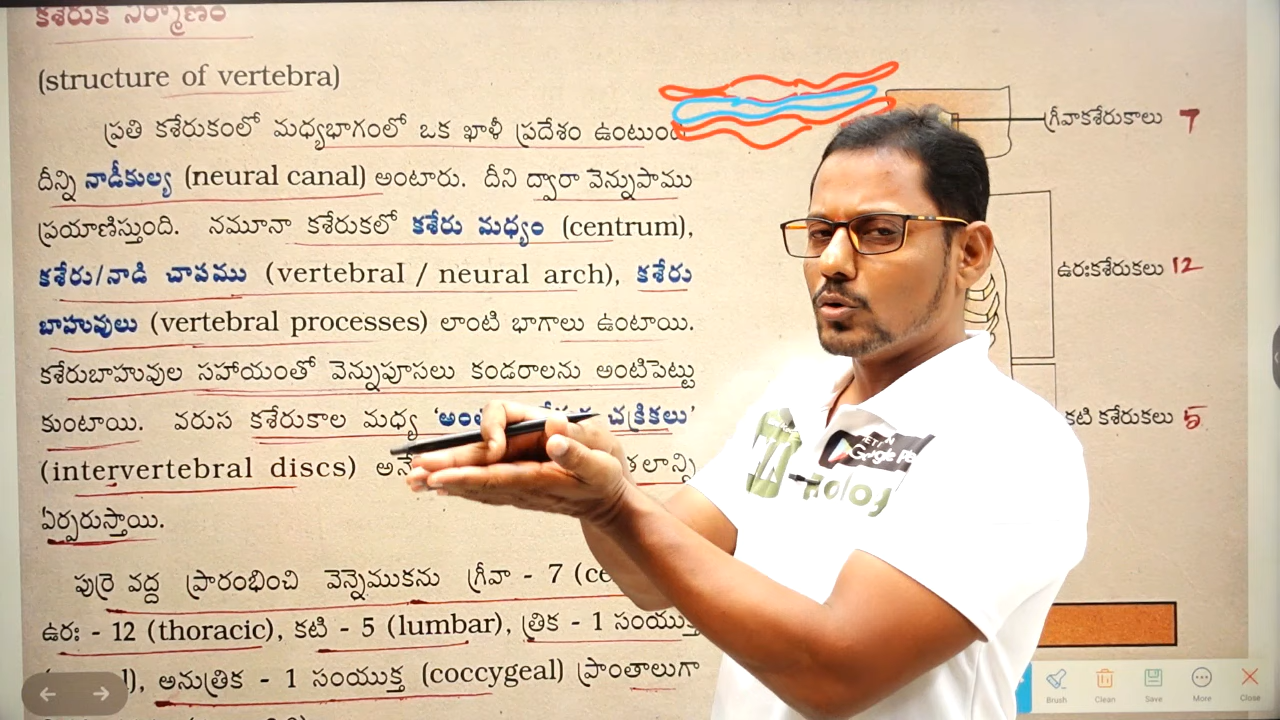 కశేరుక నిర్మాణం
(structure of vertebra)
ప్రతి కశేరుకంలో మధ్యభాగంలో ఒక ఖాళీ ప్రదేశం
దీన్ని నాడీకుల్య (neural canal) అంటారు. దీని ద్వారా వెన్నుపాము
ప్రయాణిస్తుంది. నమూనా కశేరుకలో కశేరు మధ్యం (centrum),
కశేరు/నాడి చాపము (vertebral / neural arch), కశేరు
బాహువులు (vertebral processes) లాంటి భాగాలు ఉంటాయి.
కశేరుబాహువుల సహాయంతో వెన్నుపూసలు కండరాలను అంటిపెట్టు
కుంటాయి. వరుస కశేరుకాల మధ్య చక్రికలు'
(intervertebral discs)
ఏర్పరుస్తాయి.
పుర్రె వద్ద ప్రారంభించి వెన్నెముకను గ్రీవా - 7
ఉరః - 12 (thoracic), కటి - 5 (lumbar), త్రిక - 1
అనుత్రిక - 1 సంయుక్త (coccygeal) ప్రాంతాలుగా
గ్రీవాకశేరుకాలు 7
ఉరఃకశేరుకలు 12
కటి కశేరుకలు 5
Brush
Clean
Save
More
Close